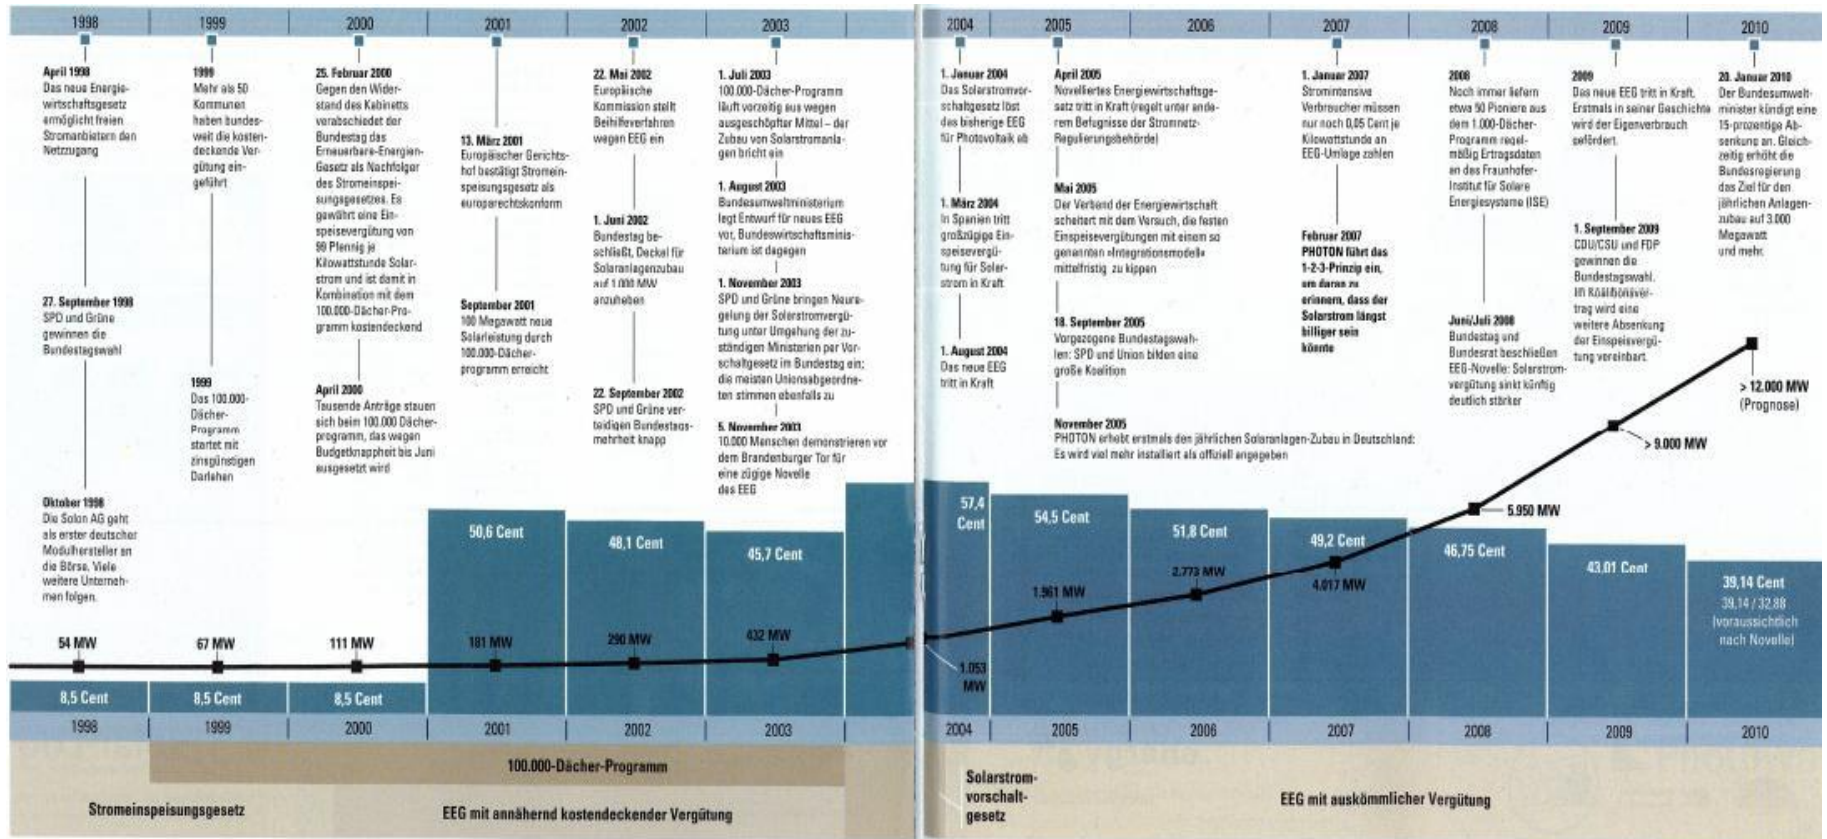 1998
1999
2000
2001
2002
2003
2004
2005
2006
2007
2008
2009
2010
April 1998
Das neue Energie-
wirtschaftsgesetz
ermöglicht freien
Stromanbietern den
Netzzugang
27. September 1998
SPD und Grüne
gewinnen die
Bundestagswahl
Oktober 1998
Die Solon AG geht
als erster deutscher
Modulhersteller an
die Börse. Viele
weitere Unterneh-
men folgen.
1999
Mehr als 50
Kommunen
haben bundes-
weit die kosten-
deckende Ver-
gütung ein-
geführt
1999
Das 100.000-
Dächer-
Programm
startet mit
zinsgünstigen
Darlehen
25. Februar 2000
Gegen den Wider-
stand des Kabinetts
verabschiedet der
Bundestag das
Erneuerbare-Energien-
Gesetz als Nachfolger
des Stromeinspei-
sungsgesetzes. Es
gewährt eine Ein-
speisevergütung von
99 Pfennig je
Kilowattstunde Solar-
strom und ist damit in
Kombination mit dem
100.000-Dächer-Pro-
gramm kostendeckend
April 2000
Tausende Anträge stauen
sich beim 100.000 Dächer-
programm, das wegen
Budgetknappheit bis Juni
ausgesetzt wird
13. März 2001
Europäischer Gerichts-
hof bestätigt Stromein-
speisungsgesetz als
europarechtskonform
September 2001
100 Megawatt neue
Solarleistung durch
100.000-Dächer-
programm erreicht
22. Mai 2002
Europäische
Kommission stellt
Beihilfeverfahren
wegen EEG ein
1. Juni 2002
Bundestag be-
schließt, Deckel für
Solaranlagenzubau
auf 1.000 MW
anzuheben
22. September 2002
SPD und Grüne ver-
teidigen Bundestags-
mehrheit knapp
1. Juli 2003
100.000-Dächer-Programm
läuft vorzeitig aus wegen
ausgeschöpfter Mittel – der
Zubau von Solarstromanla-
gen bricht ein
1. August 2003
Bundesumweltministerium
legt Entwurf für neues EEG
vor, Bundeswirtschaftsminis-
terium ist dagegen
1. November 2003
SPD und Grüne bringen Neure-
gelung der Solarstromvergü-
tung unter Umgehung der zu-
ständigen Ministerien per Vor-
schaltgesetz im Bundestag ein;
die meisten Unionsabgeordne-
ten stimmen ebenfalls zu
5. November 2003
10.000 Menschen demonstrieren vor
dem Brandenburger Tor für
eine zügige Novelle
des EEG
1. Januar 2004
Das Solarstromvor-
schaltgesetz löst
das bisherige EEG
für Photovoltaik ab
1. März 2004
In Spanien tritt
großzügige Ein-
speisevergü-
tung für Solar-
strom in Kraft
1. August 2004
Das neue EEG
tritt in Kraft
April 2005
Novelliertes Energiewirtschaftsge-
setz tritt in Kraft (regelt unter ande-
rem Befugnisse der Stromnetz-
Regulierungsbehörde)
Mai 2005
Der Verband der Energiewirtschaft
scheitert mit dem Versuch, die festen
Einspeisevergütungen mit einem so
genannten »Integrationsmodell«
mittelfristig zu kippen
18. September 2005
Vorgezogene Bundestagswah-
len: SPD und Union bilden eine
große Koalition
November 2005
PHOTON erhebt erstmals den jährlichen Solaranlagen-Zubau in Deutschland:
Es wird viel mehr installiert als offiziell angegeben
1. Januar 2007
Stromintensive
Verbraucher müssen
nur noch 0,05 Cent je
Kilowattstunde an
EEG-Umlage zahlen
Februar 2007
PHOTON führt das
1-2-3-Prinzip ein,
um daran zu
erinnern, dass der
Solarstrom längst
billiger sein
könnte
2008
Noch immer liefern
etwa 50 Pioniere aus
dem 1.000-Dächer-
Programm regel-
mäßig Ertragsdaten
an das Fraunhofer-
Institut für Solare
Energiesysteme (ISE)
Juni/Juli 2008
Bundestag und
Bundesrat beschließen
EEG-Novelle: Solarstrom-
vergütung sinkt künftig
deutlich stärker
2009
Das neue EEG tritt in Kraft.
Erstmals in seiner Geschichte
wird der Eigenverbrauch
gefördert.
1. September 2009
CDU/CSU und FDP
gewinnen die
Bundestagswahl.
Im Koalitionsver-
trag wird eine
weitere Absenkung
der Einspeisevergü-
tung vereinbart.
20. Januar 2010
Der Bundesumwelt-
minister kündigt eine
15-prozentige Ab-
senkung an. Gleich-
zeitig erhöht die
Bundesregierung
das Ziel für den
jährlichen Anlagen-
zubau auf 3.000
Megawatt
und mehr.
54 MW
67 MW
111 MW
181 MW
290 MW
432 MW
1.053
MW
1.961 MW
2.773 MW
4.017 MW
5.950 MW
> 9.000 MW
> 12.000 MW
(Prognose)
8,5 Cent
8,5 Cent
8,5 Cent
50,6 Cent
48,1 Cent
45,7 Cent
57,4
Cent
54,5 Cent
51,8 Cent
49,2 Cent
46,75 Cent
43.01 Cent
39,14 Cent
39,14 / 32,88
(voraussichtlich
nach Novelle)
1998
1999
2000
2001
2002
2003
2004
2005
2006
2007
2008
2009
2010
100.000-Dächer-Programm
Stromeinspeisungsgesetz
EEG mit annähernd kostendeckender Vergütung
Solarstrom-
vorschalt-
gesetz
EEG mit auskömmlicher Vergütung